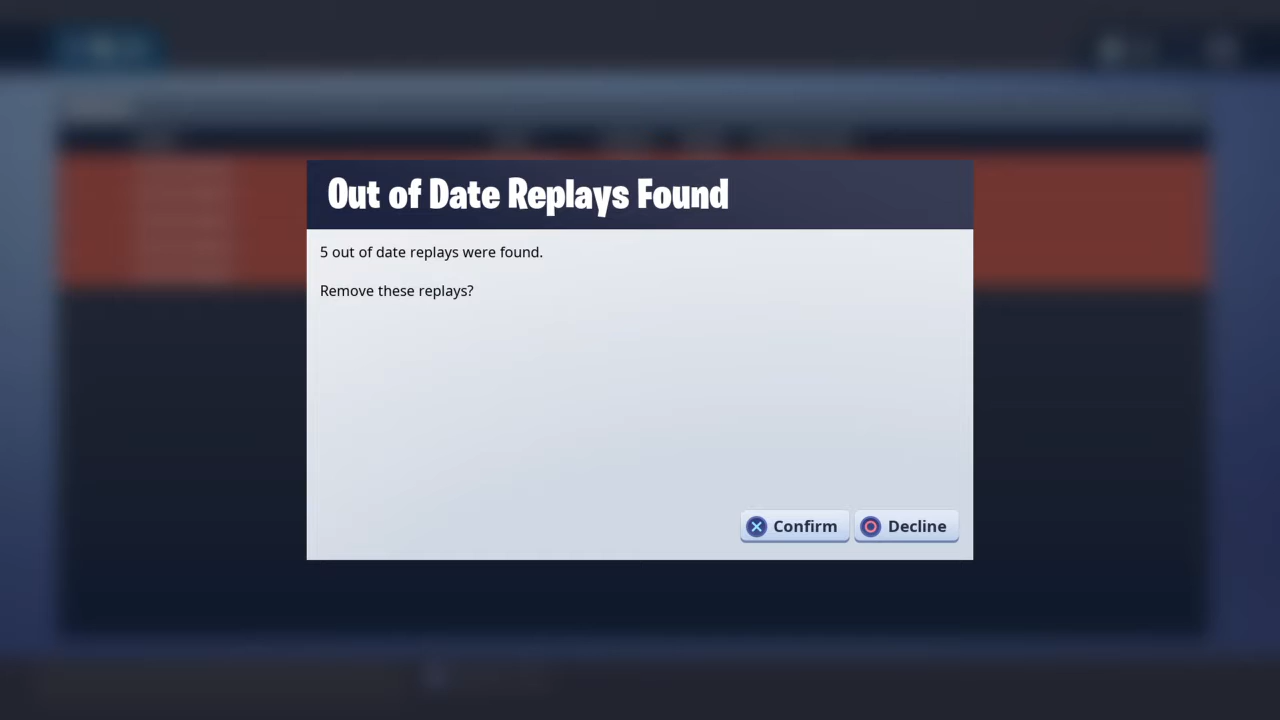 Out of Date Replays Found
5 out of date replays were found.
Remove these replays?
Confirm Decline